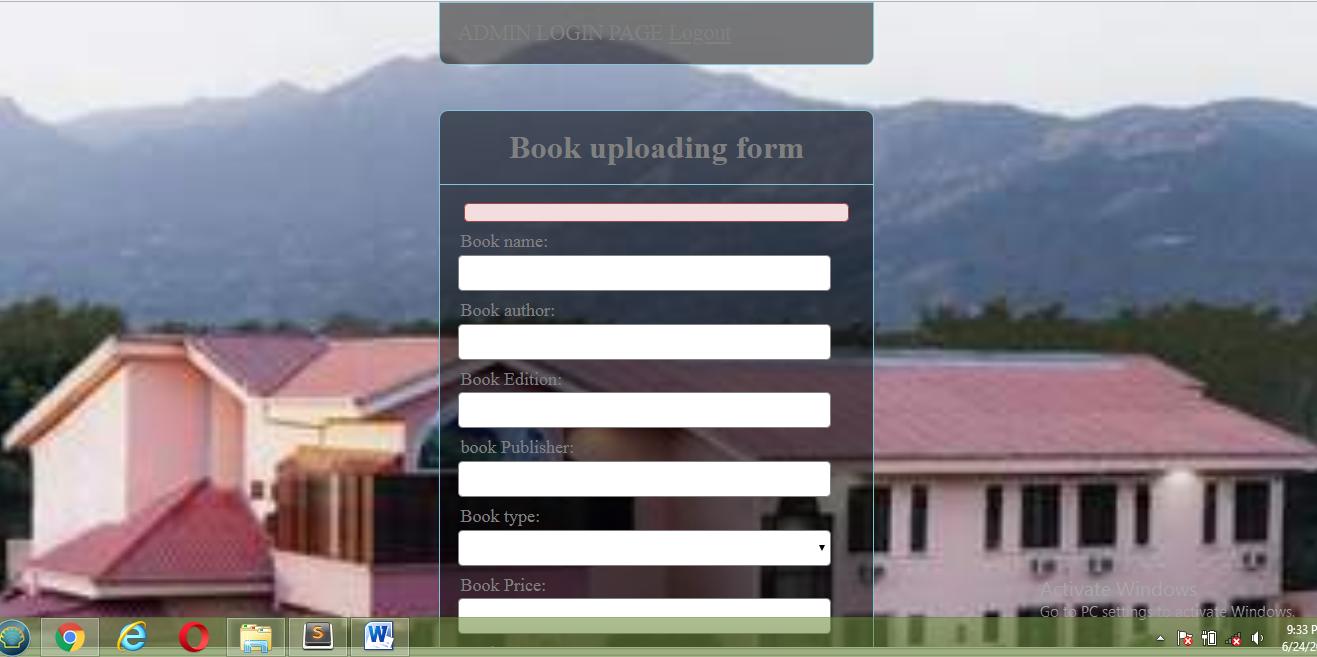 ADMIN LOGIN PAGE Logout
Book uploading form
Book name:
Book author:
Book Edition:
book Publisher:
Book type:
Book Price:
Activate Windows
Go to PC settings to activate Windows.
9:33 P
6/24/20